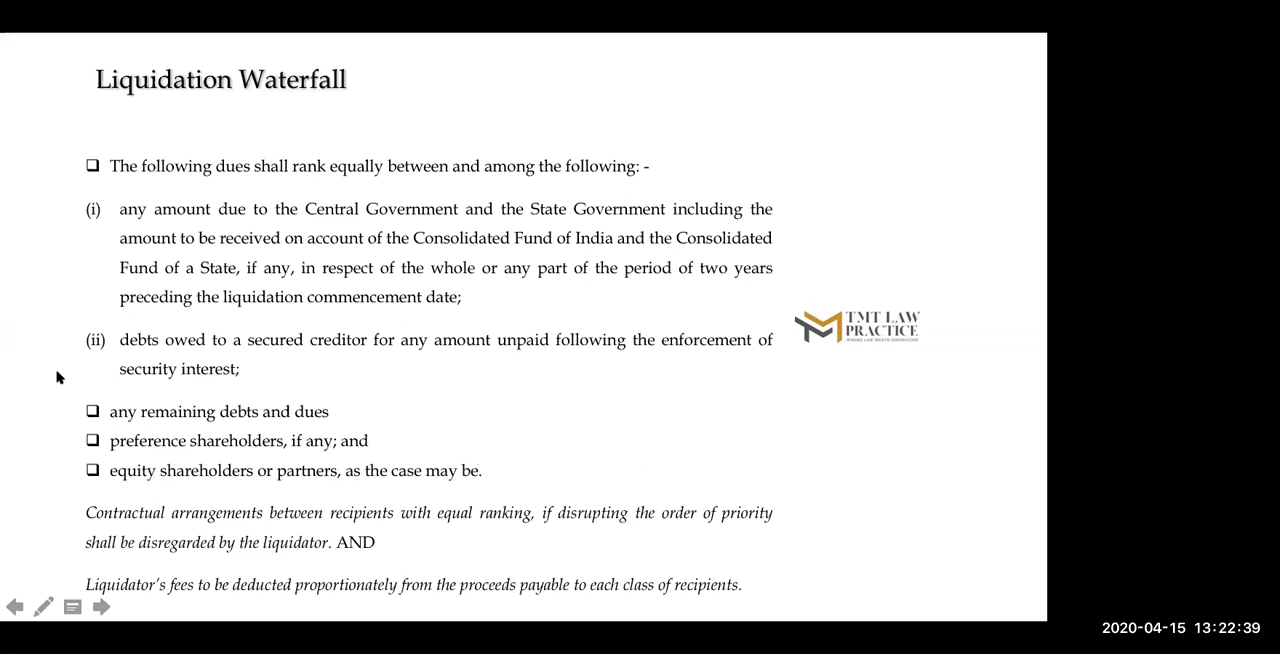 Liquidation Waterfall
❑ The following dues shall rank equally between and among the following: -
(i) any amount due to the Central Government and the State Government including the
amount to be received on account of the Consolidated Fund of India and the Consolidated
Fund of a State, if any, in respect of the whole or any part of the period of two years
preceding the liquidation commencement date;
(ii) debts owed to a secured creditor for any amount unpaid following the enforcement of
security interest;
❑ any remaining debts and dues
❑ preference shareholders, if any; and
❑ equity shareholders or partners, as the case may be.
Contractual arrangements between recipients with equal ranking, if disrupting the order of priority
shall be disregarded by the liquidator. AND
Liquidator's fees to be deducted proportionately from the proceeds payable to each class of recipients.
TMT LAW
PRACTICE
WHERE LAW MEETS INNOVATION
2020-04-15 13:22:39